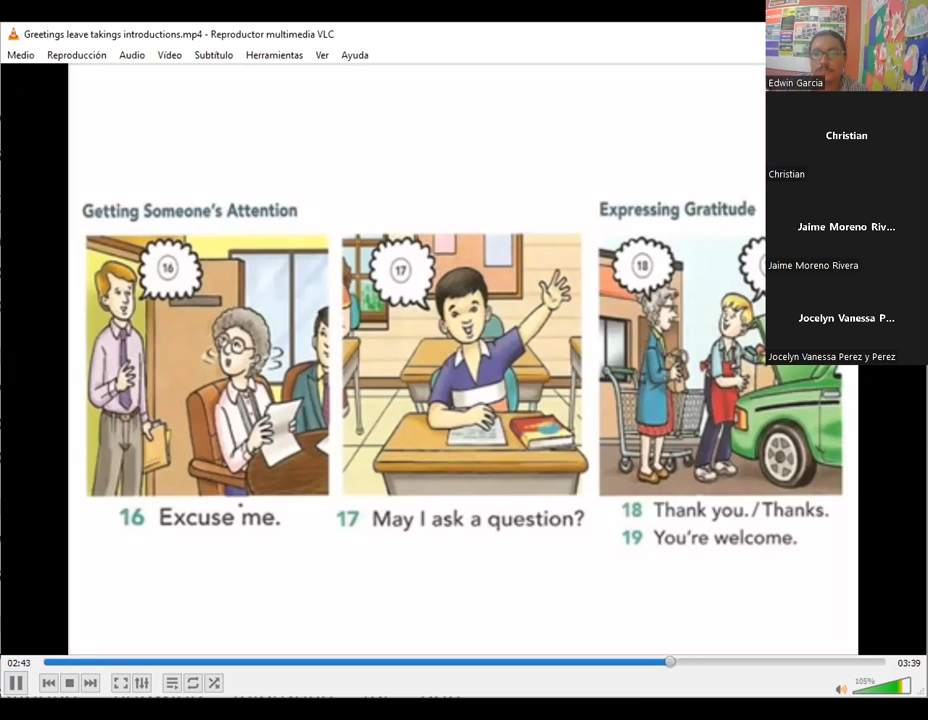 Greetings leave takings introductions.mp4 - Reproductor multimedia VLC
Medio Reproducción Audio Vídeo Subtítulo Herramientas Ver Ayuda
Edwin Garcia
Christian
Christian
Jaime Moreno Riv...
Jaime Moreno Rivera
Jocelyn Vanessa P...
Jocelyn Vanessa Perez y Perez
Getting Someone's Attention
Expressing Gratitude
16
17
18
16 Excuse me.
17 May I ask a question?
18 Thank you. / Thanks.
19 You're welcome.
02:43
03:39
105%